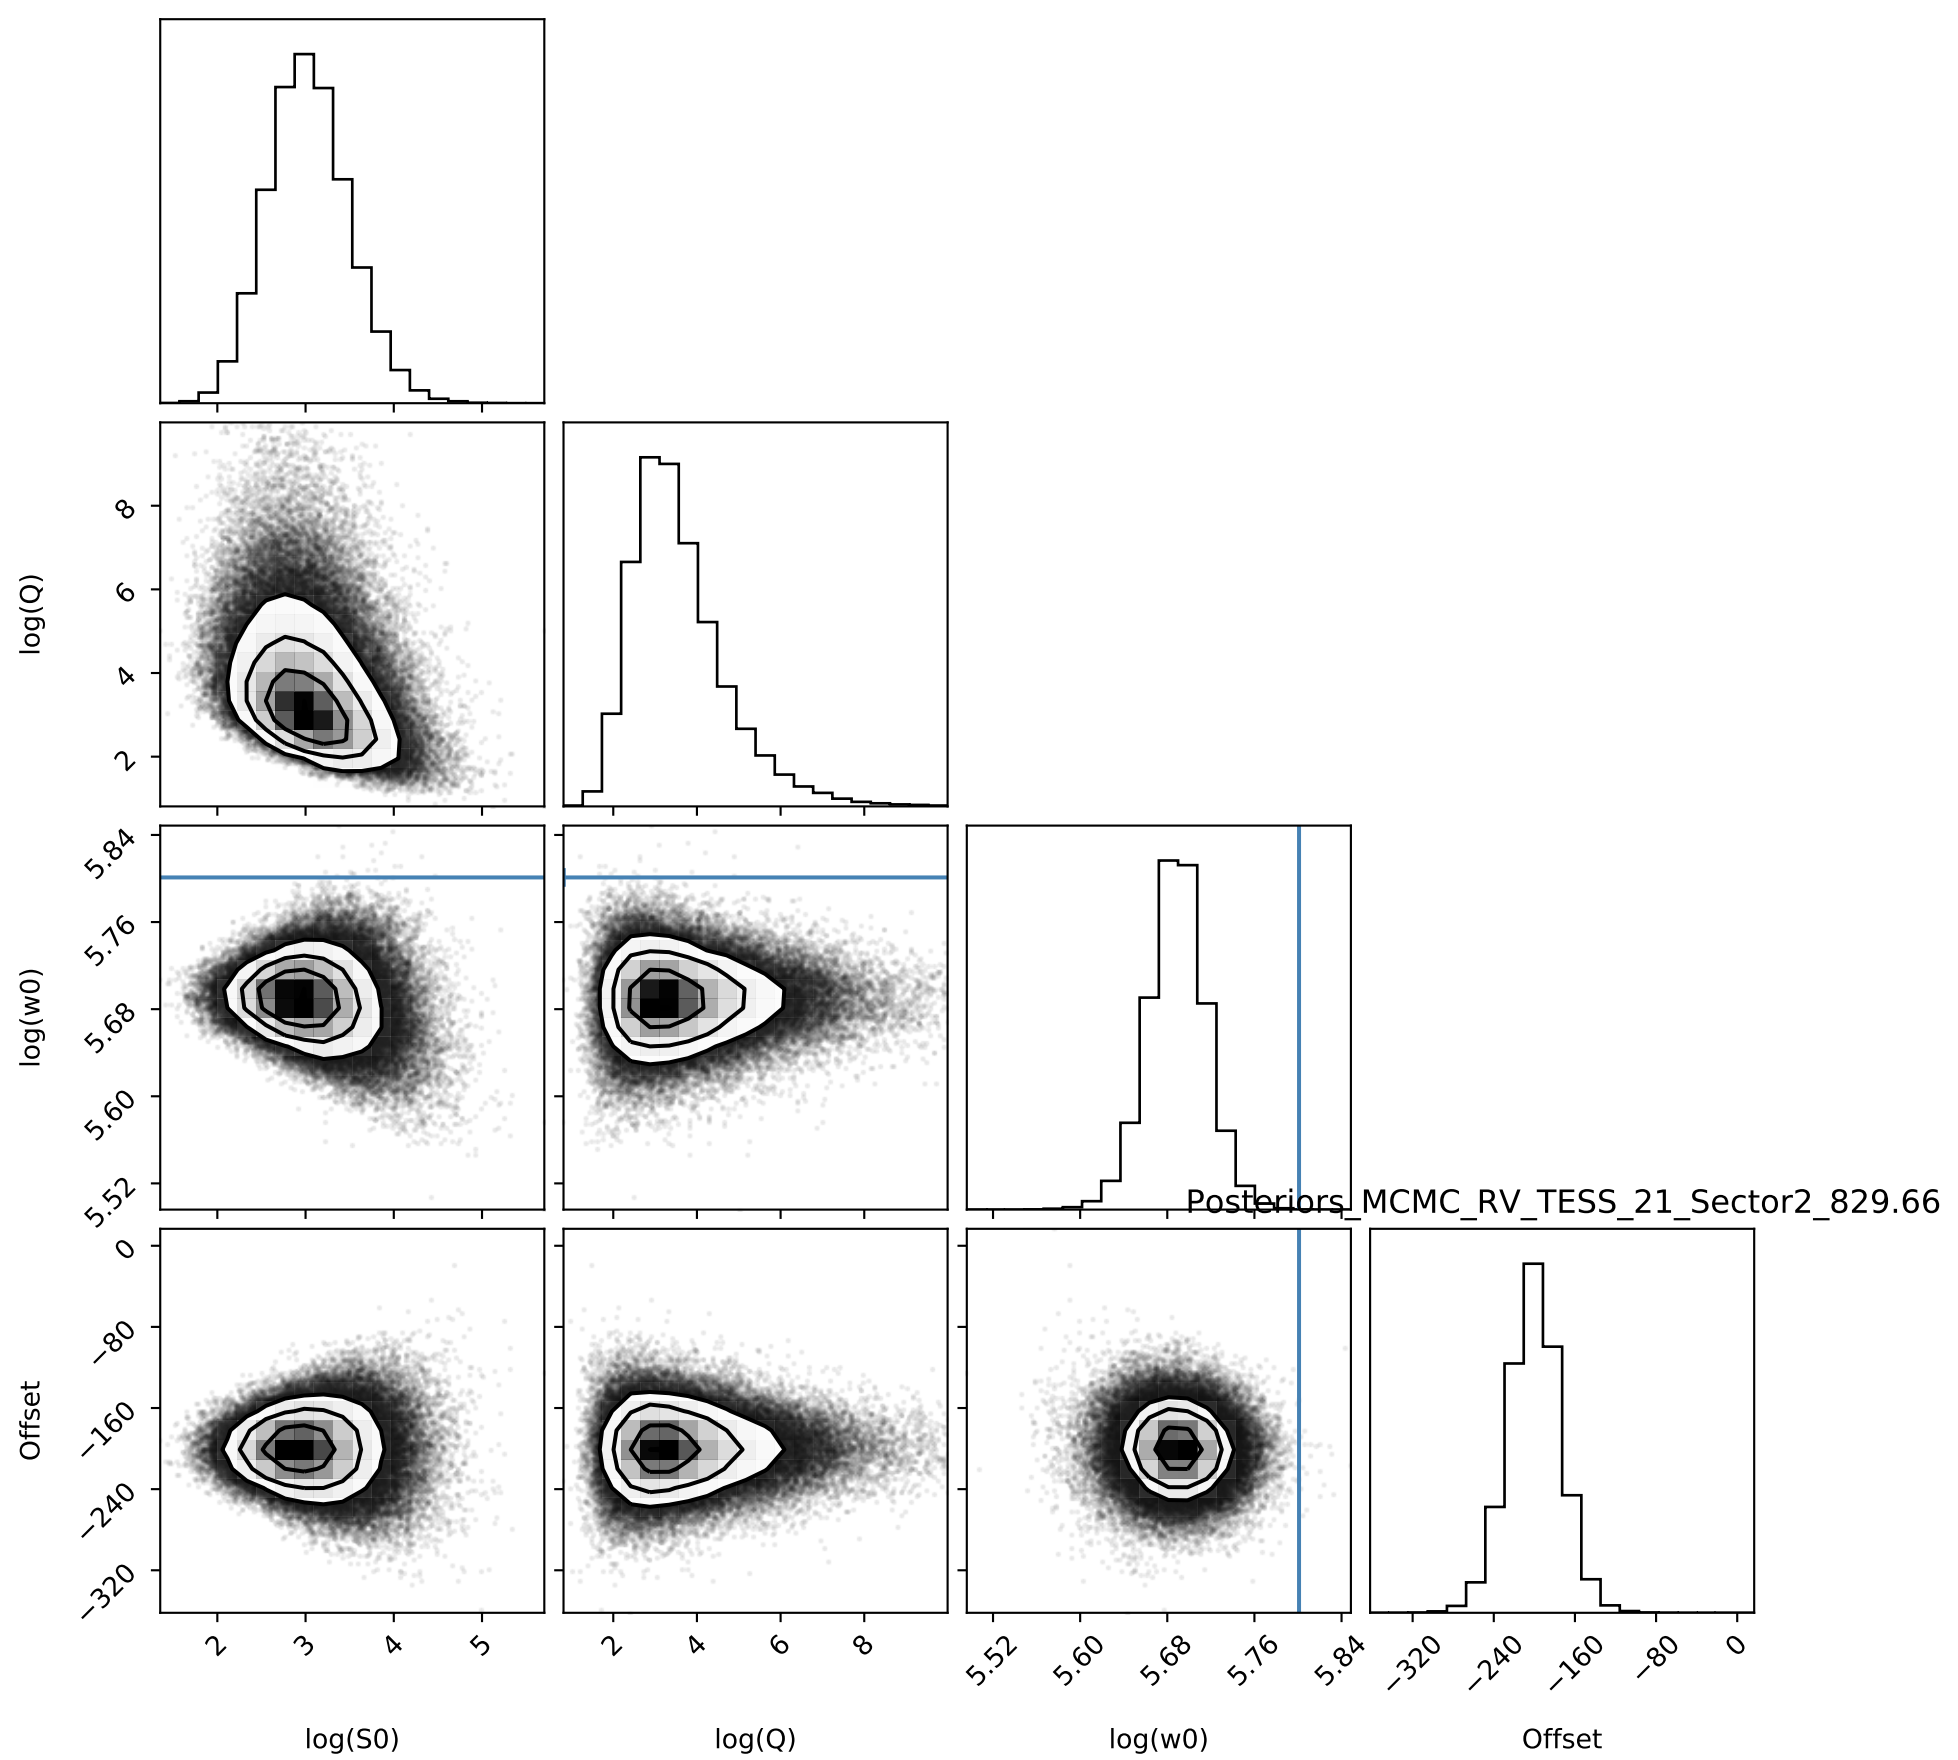 log(Q)
8
6
4
2
log(w0)
5.84
5.76
5.68
5.60
5.52
Posteriors_MCMC_RV_TESS_21_Sector2_829.66
Offset
0
−80
−160
−240
−320
2 3 4 5 2 4 6 8 5.52 5.60 5.68 5.76 5.84 −320 −240 −160 −80 0
log(S0) log(Q) log(w0) Offset